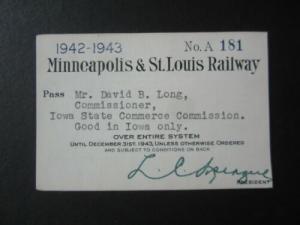 1942-1943 No. A 181
Minneapolis & St. Louis Railway
Pass Mr. David B. Long,
Commissioner,
Iowa State Commerce Commission.
Good in Iowa only.
OVER ENTIRE SYSTEM
UNTIL DECEMBER 31ST. 1943, UNLESS OTHERWISE ORDERED
AND SUBJECT TO CONDITIONS ON BACK
L C Sprague
PRESIDENT